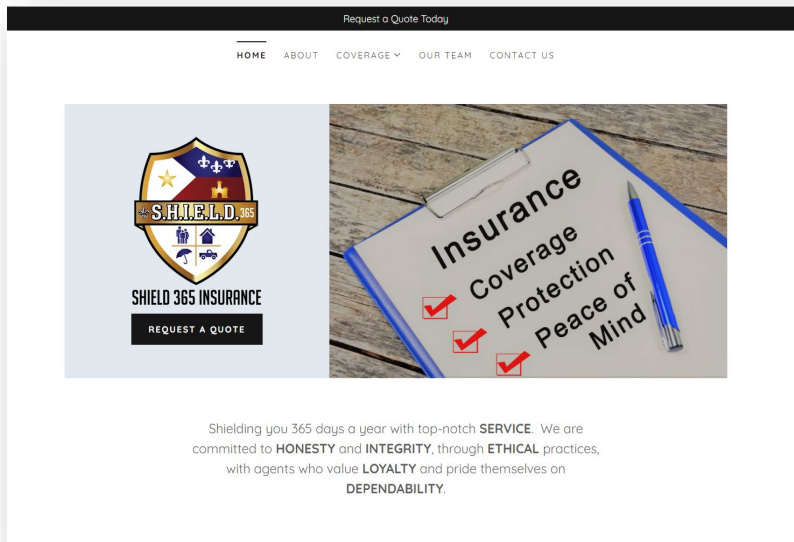 Request a Quote Today
HOME ABOUT COVERAGE OUR TEAM CONTACT US
S.H.I.E.L.D. 365
SHIELD 365 INSURANCE
REQUEST A QUOTE
Insurance
Coverage
Protection
Peace of
Mind
Shielding you 365 days a year with top-notch SERVICE. We are
committed to HONESTY and INTEGRITY, through ETHICAL practices,
with agents who value LOYALTY and pride themselves on
DEPENDABILITY.